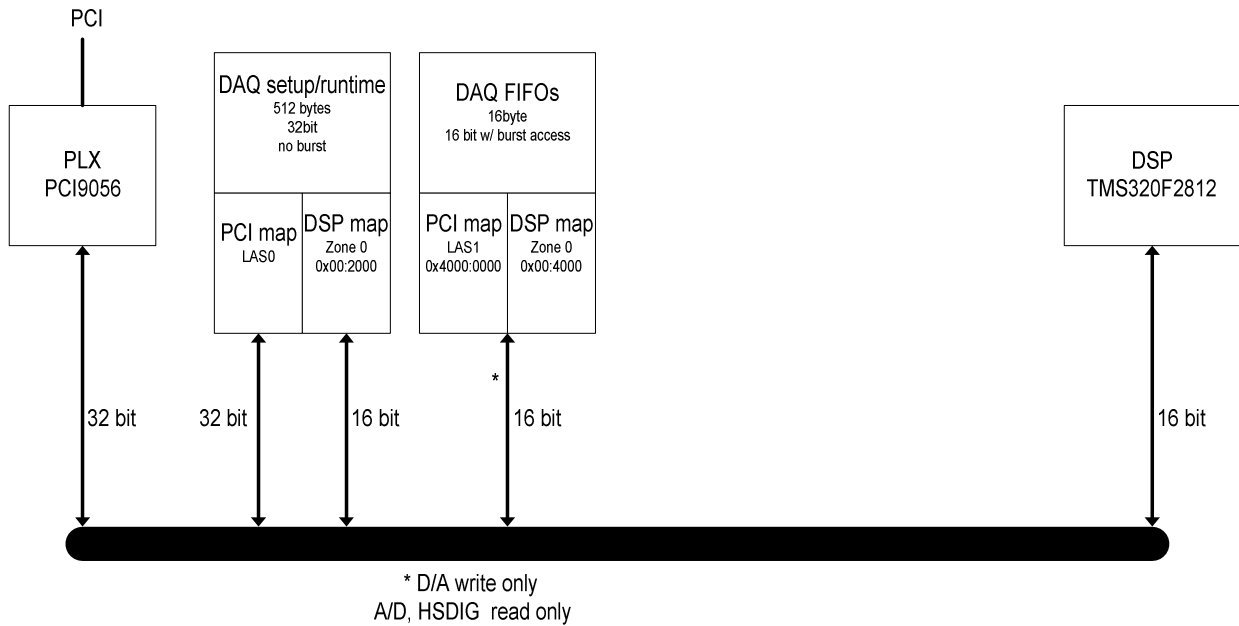 PCI
PLX
PCI9056
DAQ setup/runtime
512 bytes
32bit
no burst
PCI map
LAS0
DSP map
Zone 0
0x00:2000
DAQ FIFOs
16byte
16 bit w/ burst access
PCI map
LAS1
0x4000:0000
DSP map
Zone 0
0x00:4000
DSP
TMS320F2812
32 bit
32 bit
16 bit
*
16 bit
16 bit
* D/A write only
A/D, HSDIG read only